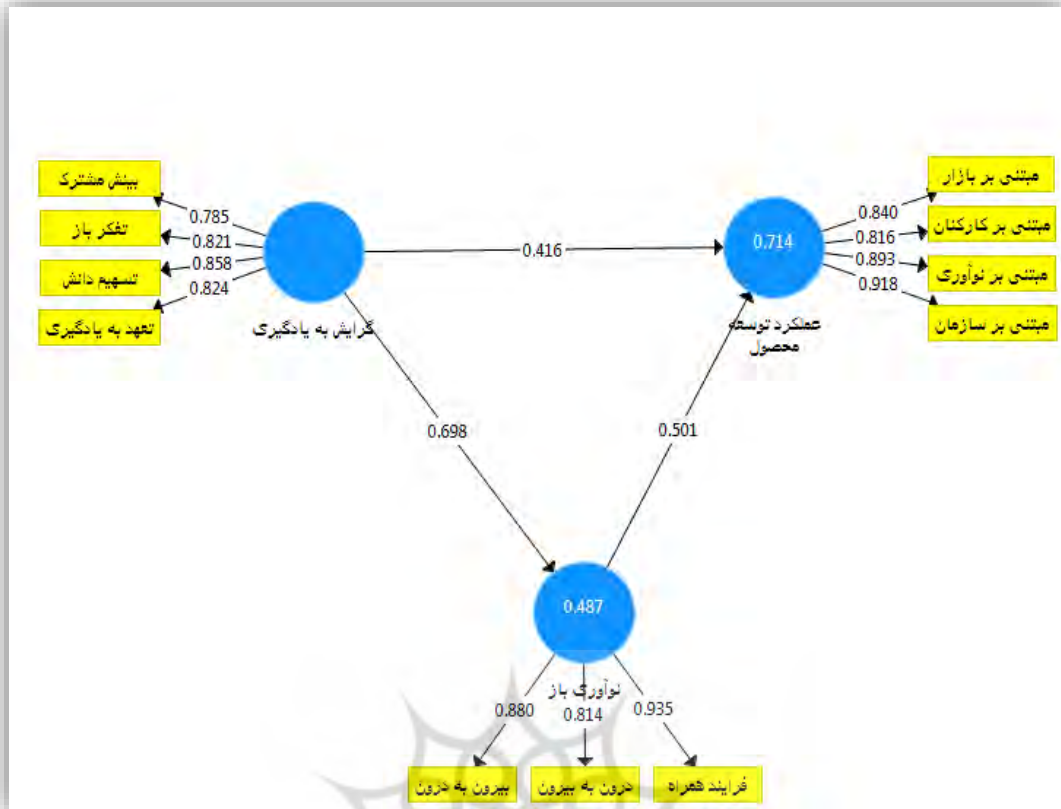 بینش مشترک
تفکر باز
تسهیم دانش
تعهد به یادگیری
0.785
0.821
0.858
0.824
گرایش به یادگیری
0.416
0.714
عملکرد توسعه
محصول
0.840
0.816
0.893
0.918
مبتنی بر بازار
مبتنی بر کارکنان
مبتنی بر نوآوری
مبتنی بر سازمان
0.698
0.501
0.487
نوآوری باز
0.880
0.814
0.935
بیرون به درون
درون به بیرون
فرایند همراه